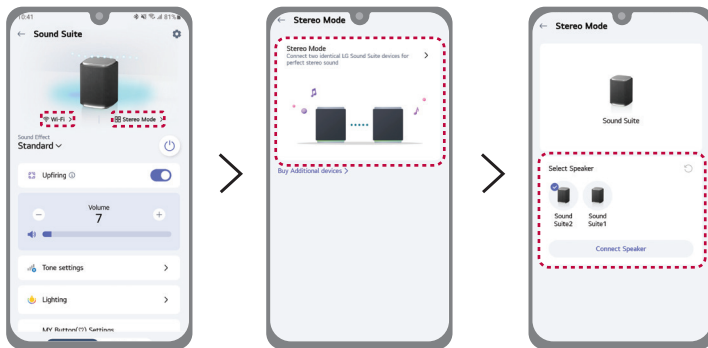 10:41
81%
← Sound Suite
Wi-Fi >
Stereo Mode >
Sound Effect
Standard
Upfiring
Volume
7
− +
Tone settings >
Lighting >
MY Button(♡) Settings
← Stereo Mode
Stereo Mode
Connect two identical LG Sound Suite devices for
perfect stereo sound
>
Buy Additional devices >
← Stereo Mode
Sound Suite
Select Speaker
Sound
Suite2
Sound
Suite1
Connect Speaker